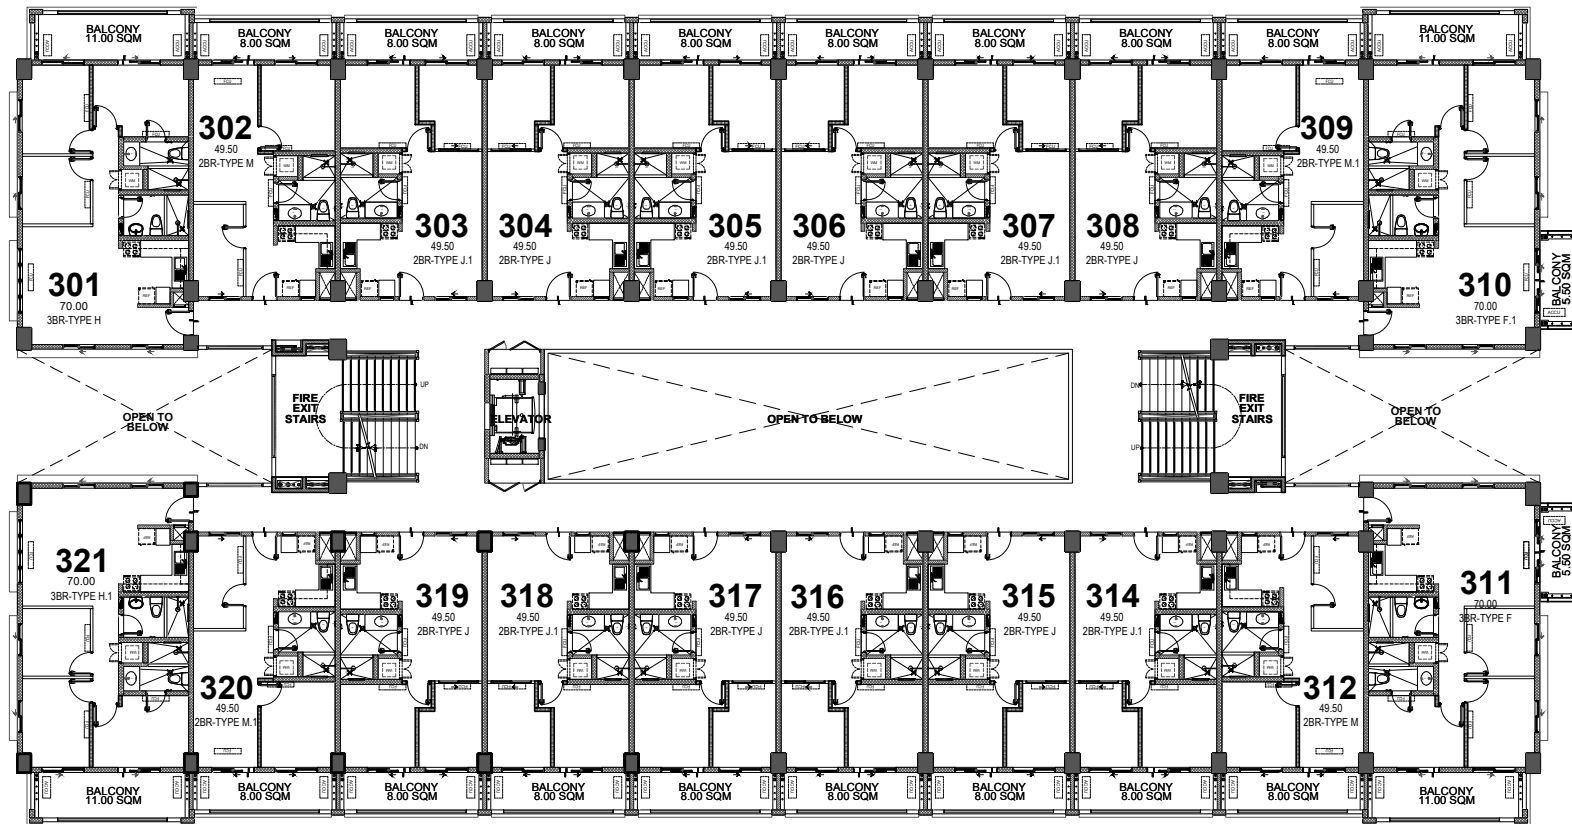 BALCONY
11.00 SQM
BALCONY
8.00 SQM
BALCONY
8.00 SQM
BALCONY
8.00 SQM
BALCONY
8.00 SQM
BALCONY
8.00 SQM
BALCONY
8.00 SQM
BALCONY
8.00 SQM
BALCONY
8.00 SQM
BALCONY
11.00 SQM
302
49.50
2BR-TYPE M
309
49.50
2BR-TYPE M.1
303
49.50
2BR-TYPE J.1
304
49.50
2BR-TYPE J
305
49.50
2BR-TYPE J.1
306
49.50
2BR-TYPE J
307
49.50
2BR-TYPE J.1
308
49.50
2BR-TYPE J
301
70.00
3BR-TYPE H
310
70.00
3BR-TYPE F.1
BALCONY
5.50 SQM
ACCU
REF
REF
REF
REF
REF
REF
REF
REF
REF
REF
OPEN TO
BELOW
FIRE
EXIT
STAIRS
UP
DN
ELEVATOR
OPEN TO BELOW
DN
UP
FIRE
EXIT
STAIRS
OPEN TO
BELOW
321
70.00
3BR-TYPE H.1
319
49.50
2BR-TYPE J
318
49.50
2BR-TYPE J.1
317
49.50
2BR-TYPE J
316
49.50
2BR-TYPE J.1
315
49.50
2BR-TYPE J
314
49.50
2BR-TYPE J.1
311
70.00
3BR-TYPE F
BALCONY
5.50 SQM
320
49.50
2BR-TYPE M.1
312
49.50
2BR-TYPE M
BALCONY
11.00 SQM
BALCONY
8.00 SQM
BALCONY
8.00 SQM
BALCONY
8.00 SQM
BALCONY
8.00 SQM
BALCONY
8.00 SQM
BALCONY
8.00 SQM
BALCONY
8.00 SQM
BALCONY
8.00 SQM
BALCONY
11.00 SQM